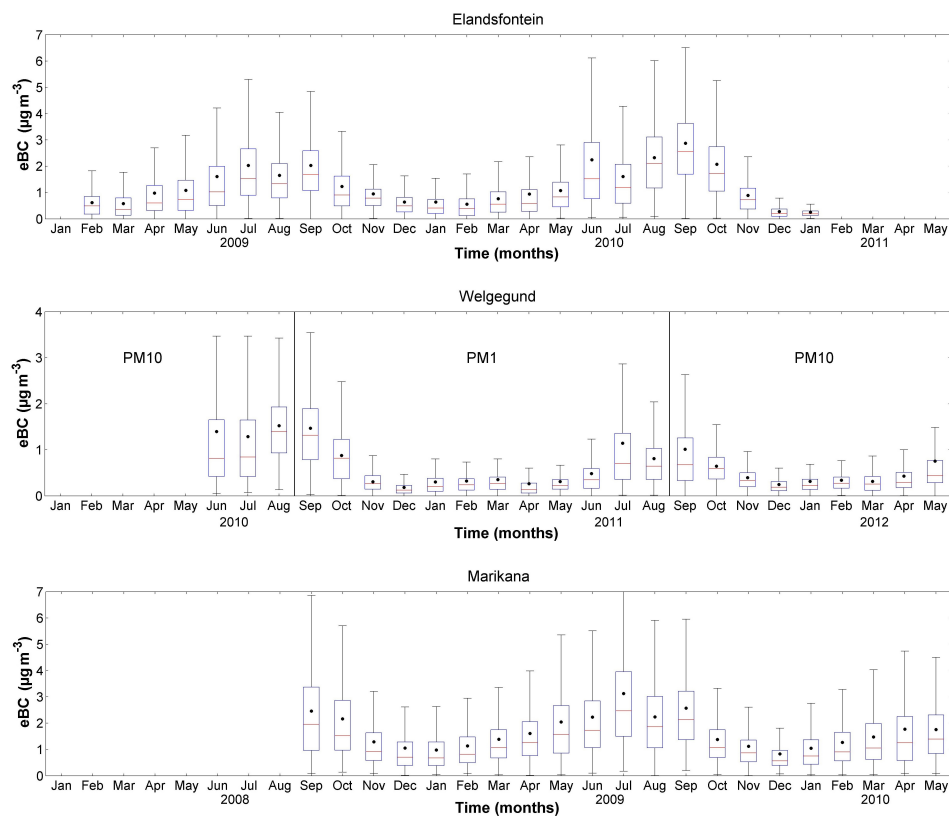 Elandsfontein
7
6
5
4
3
2
1
0
eBC (µg m⁻³)
Jan Feb Mar Apr May Jun Jul Aug Sep Oct Nov Dec Jan Feb Mar Apr May Jun Jul Aug Sep Oct Nov Dec Jan Feb Mar Apr May
2009 2010 2011
Time (months)
Welgegund
4
3
2
1
0
eBC (µg m⁻³)
PM10 PM1 PM10
Jan Feb Mar Apr May Jun Jul Aug Sep Oct Nov Dec Jan Feb Mar Apr May Jun Jul Aug Sep Oct Nov Dec Jan Feb Mar Apr May
2010 2011 2012
Time (months)
Marikana
7
6
5
4
3
2
1
0
eBC (µg m⁻³)
Jan Feb Mar Apr May Jun Jul Aug Sep Oct Nov Dec Jan Feb Mar Apr May Jun Jul Aug Sep Oct Nov Dec Jan Feb Mar Apr May
2008 2009 2010
Time (months)